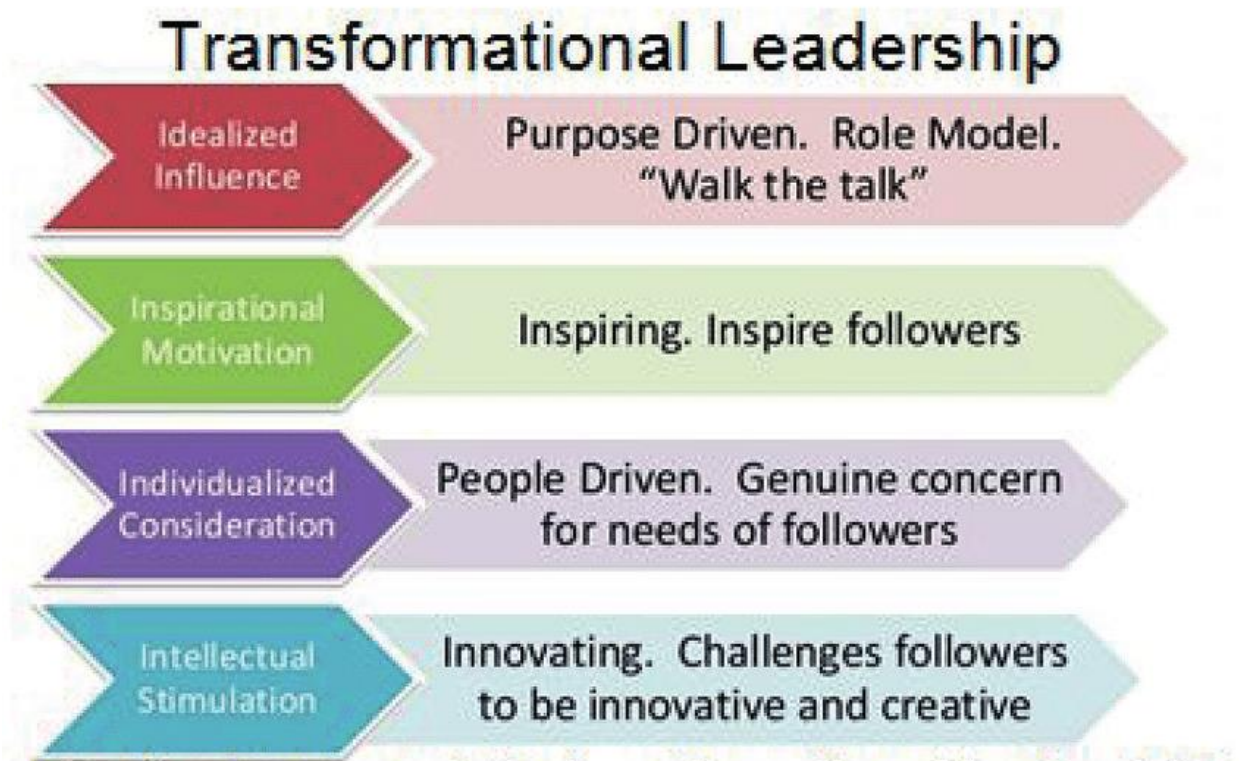 Transformational Leadership
Idealized
Influence
Purpose Driven.  Role Model.
“Walk the talk”
Inspirational
Motivation
Inspiring. Inspire followers
Individualized
Consideration
People Driven.  Genuine concern
for needs of followers
Intellectual
Stimulation
Innovating.  Challenges followers
to be innovative and creative